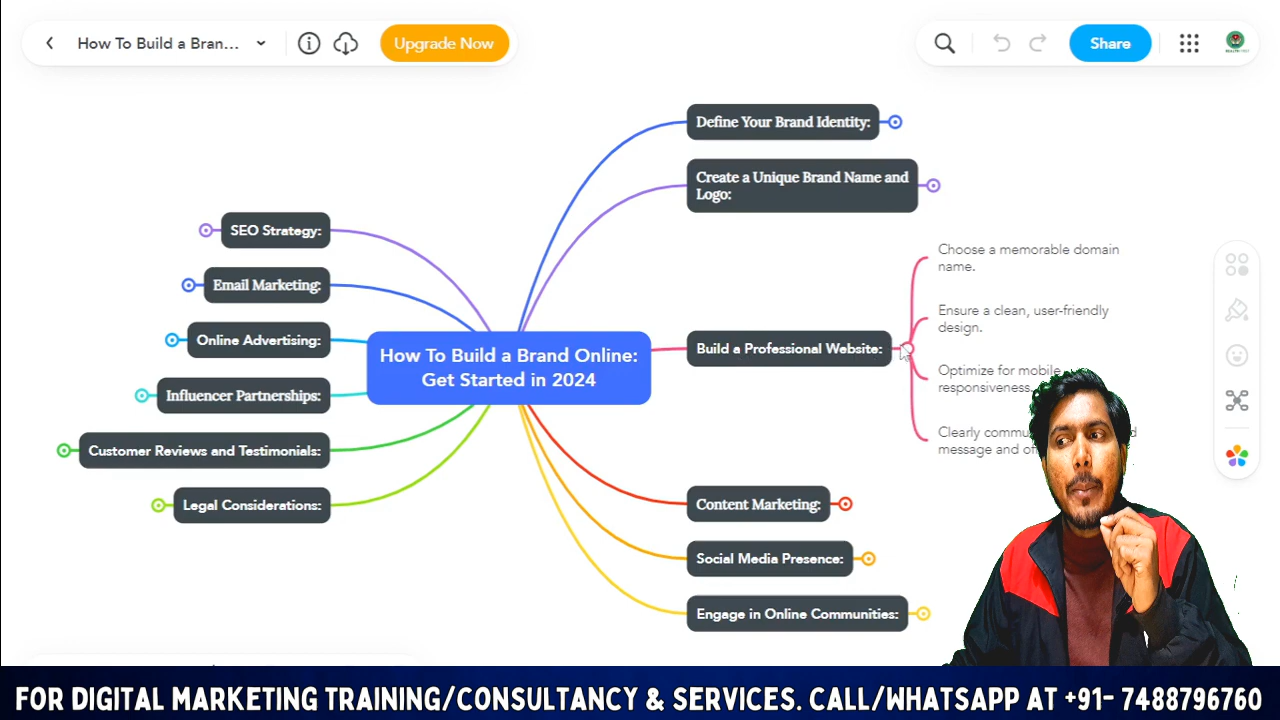 How To Build a Bran...
Upgrade Now
Share
Define Your Brand Identity:
Create a Unique Brand Name and
Logo:
SEO Strategy:
Email Marketing:
Online Advertising:
Influencer Partnerships:
Customer Reviews and Testimonials:
Legal Considerations:
How To Build a Brand Online:
Get Started in 2024
Build a Professional Website:
Choose a memorable domain
name.
Ensure a clean, user-friendly
design.
Optimize for mobile
responsiveness.
Clearly
message and
Content Marketing:
Social Media Presence:
Engage in Online Communities:
FOR DIGITAL MARKETING TRAINING/CONSULTANCY & SERVICES. CALL/WHATSAPP AT +91- 7488796760